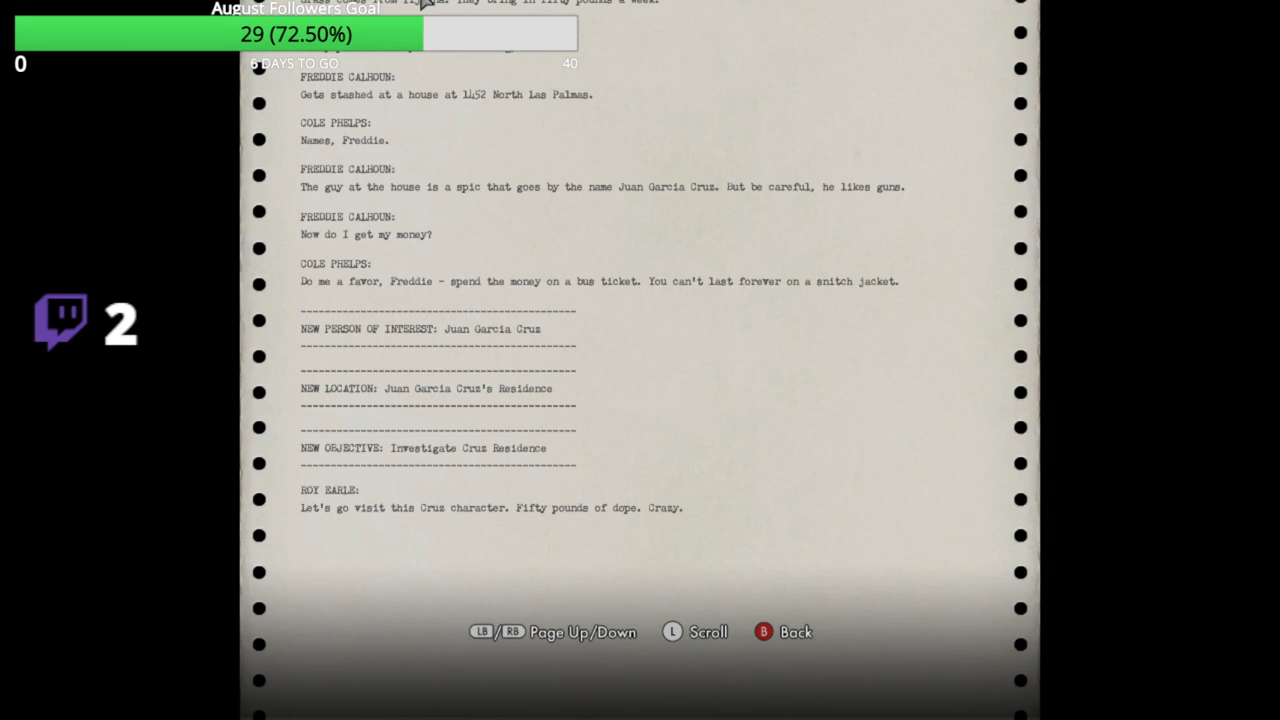 They bring in fifty pounds a week.
August Followers Goal
29 (72.50%)
0
6 DAYS TO GO
40
FREDDIE CALHOUN:
Gets stashed at a house at 1452 North Las Palmas.
COLE PHELPS:
Names, Freddie.
FREDDIE CALHOUN:
The guy at the house is a spic that goes by the name Juan Garcia Cruz. But be careful, he likes guns.
FREDDIE CALHOUN:
Now do I get my money?
COLE PHELPS:
Do me a favor, Freddie - spend the money on a bus ticket. You can't last forever on a snitch jacket.
2
NEW PERSON OF INTEREST: Juan Garcia Cruz
NEW LOCATION: Juan Garcia Cruz's Residence
NEW OBJECTIVE: Investigate Cruz Residence
ROY EARLE:
Let's go visit this Cruz character. Fifty pounds of dope. Crazy.
LB/RB Page Up/Down L Scroll B Back